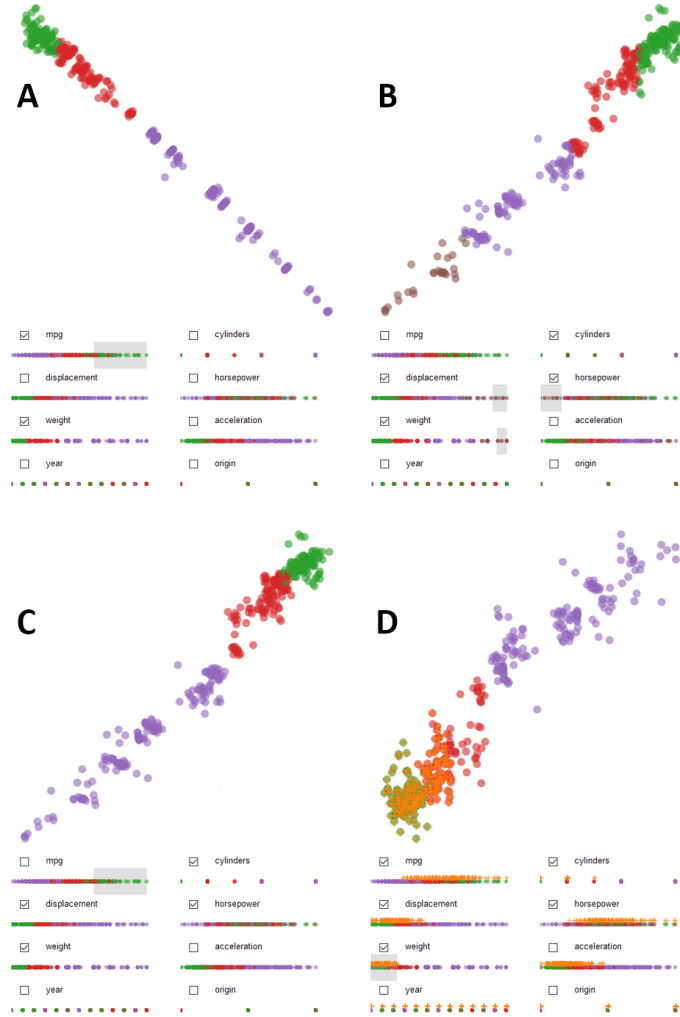 A
mpg
cylinders
displacement
horsepower
weight
acceleration
year
origin
B
mpg
cylinders
displacement
horsepower
weight
acceleration
year
origin
C
mpg
cylinders
displacement
horsepower
weight
acceleration
year
origin
D
mpg
cylinders
displacement
horsepower
weight
acceleration
year
origin